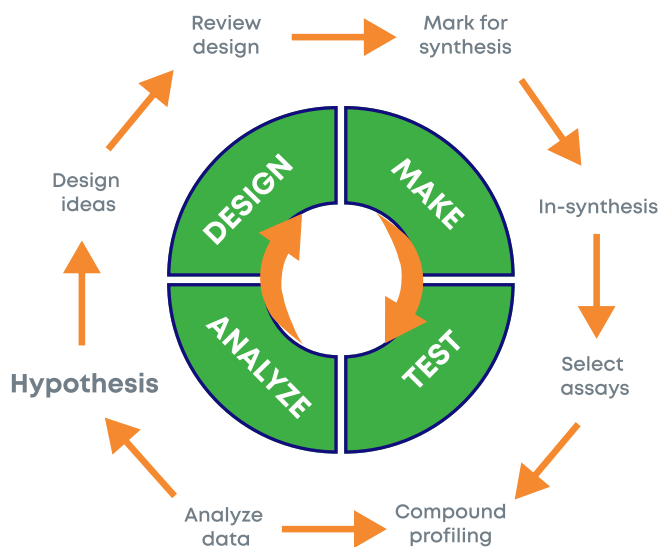 Review
design
Mark for
synthesis
Design
ideas
In-synthesis
DESIGN
MAKE
ANALYZE
TEST
Hypothesis
Select
assays
Analyze
data
Compound
profiling